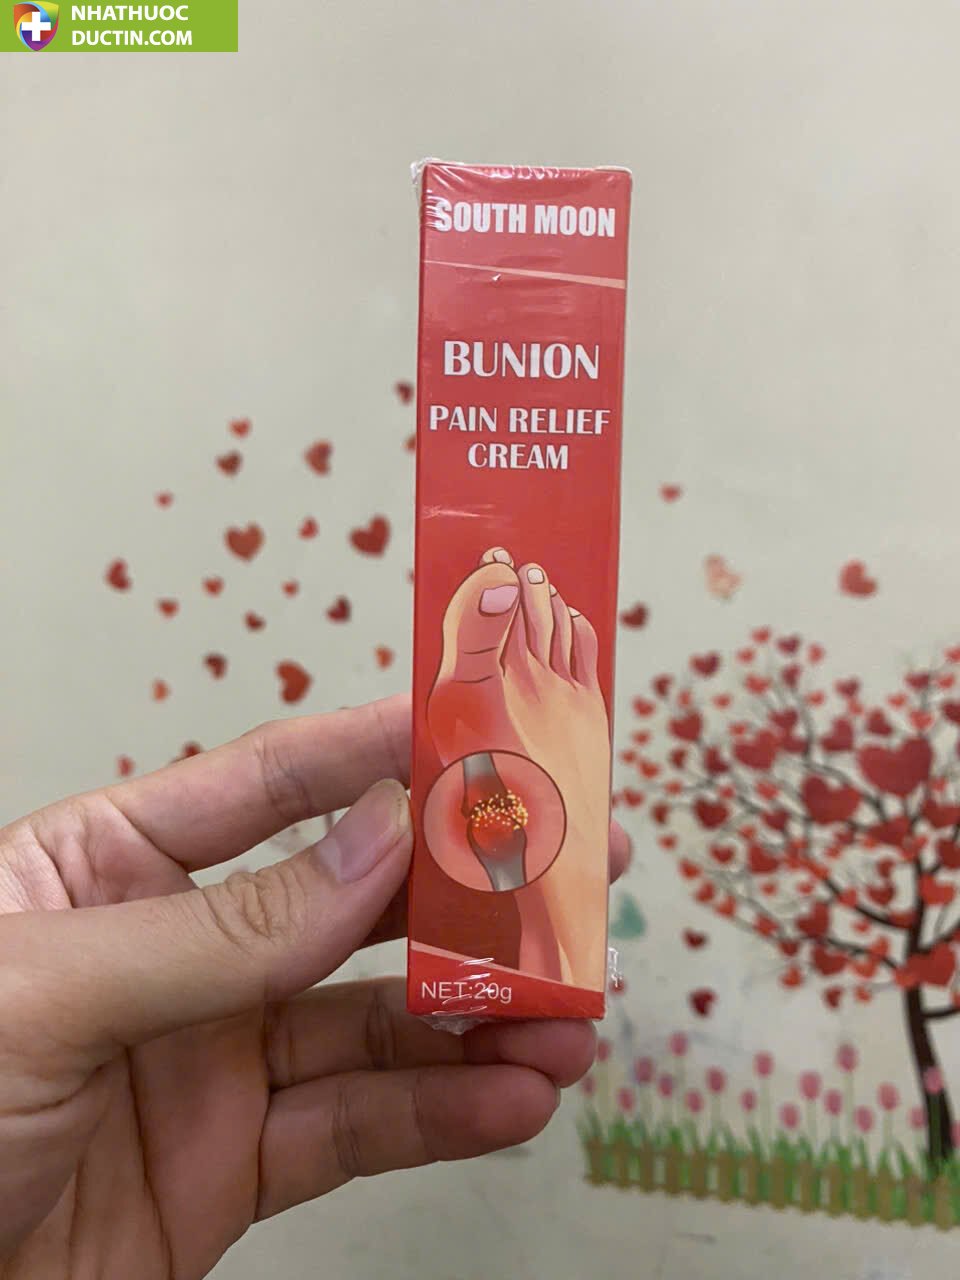 NHATHUOC
DUCTIN.COM
SOUTH MOON
BUNION
PAIN RELIEF
CREAM
NET:20g